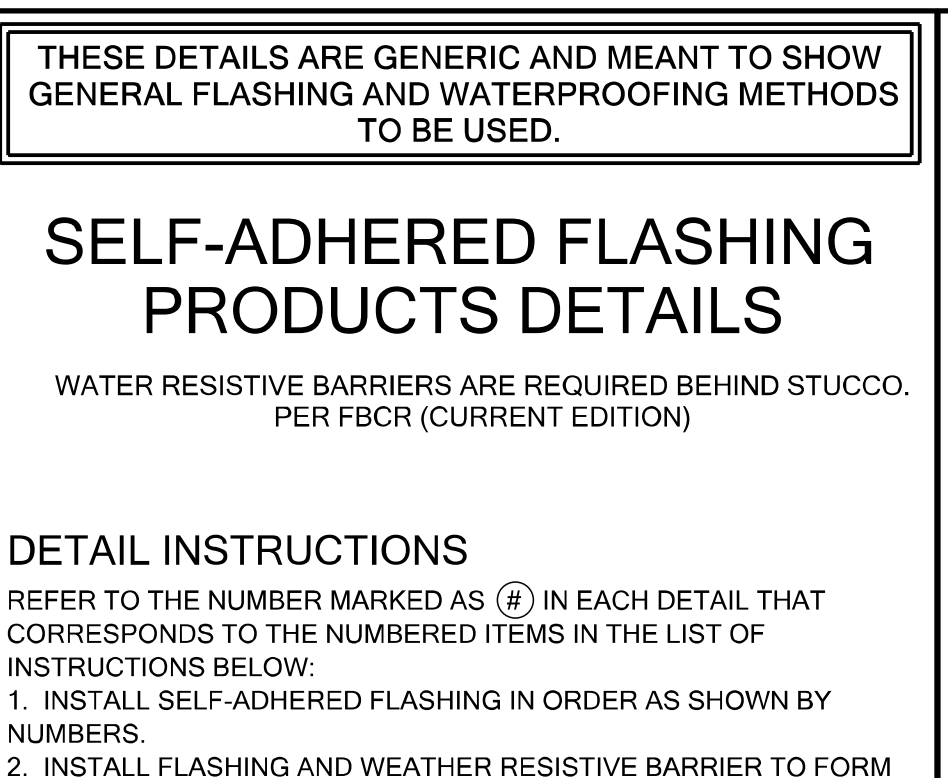 THESE DETAILS ARE GENERIC AND MEANT TO SHOW
GENERAL FLASHING AND WATERPROOFING METHODS
TO BE USED.
SELF-ADHERED FLASHING
PRODUCTS DETAILS
WATER RESISTIVE BARRIERS ARE REQUIRED BEHIND STUCCO.
PER FBCR (CURRENT EDITION)
DETAIL INSTRUCTIONS
REFER TO THE NUMBER MARKED AS (#) IN EACH DETAIL THAT
CORRESPONDS TO THE NUMBERED ITEMS IN THE LIST OF
INSTRUCTIONS BELOW:
1. INSTALL SELF-ADHERED FLASHING IN ORDER AS SHOWN BY
NUMBERS.
2. INSTALL FLASHING AND WEATHER RESISTIVE BARRIER TO FORM